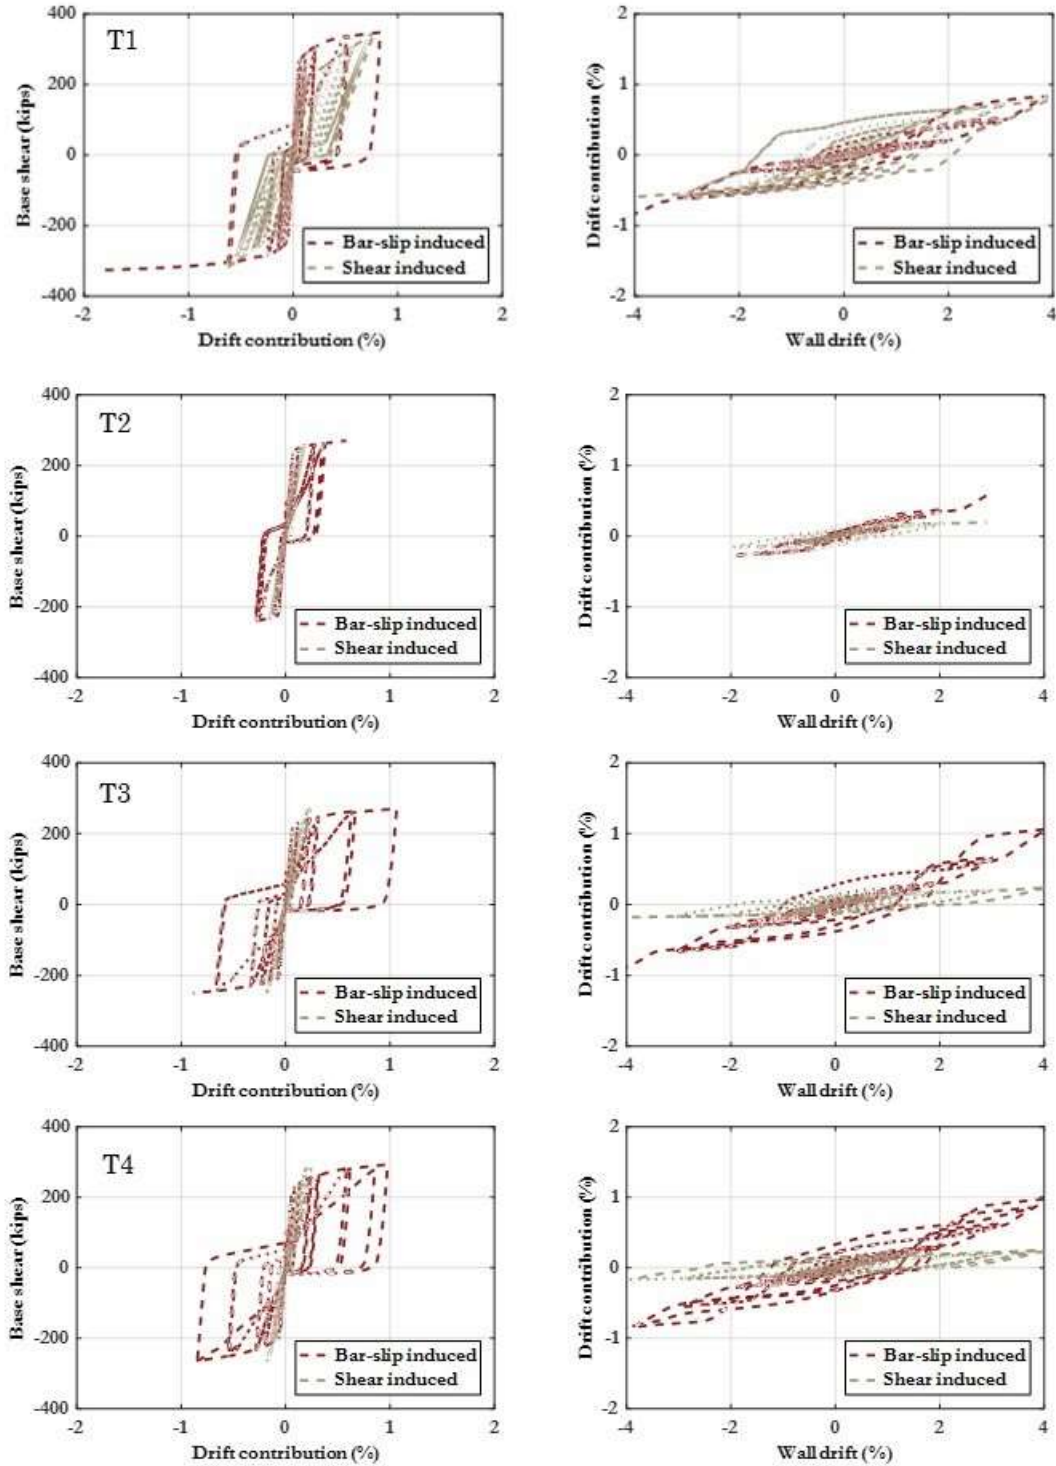 T1
400
200
0
-200
-400
-2
-1
0
1
2
Base shear (kips)
Drift contribution (%)
Bar-slip induced
Shear induced
2
1
0
-1
-2
-4
-2
0
2
4
Drift contribution (%)
Wall drift (%)
Bar-slip induced
Shear induced
T2
400
200
0
-200
-400
-2
-1
0
1
2
Base shear (kips)
Drift contribution (%)
Bar-slip induced
Shear induced
2
1
0
-1
-2
-4
-2
0
2
4
Drift contribution (%)
Wall drift (%)
Bar-slip induced
Shear induced
T3
400
200
0
-200
-400
-2
-1
0
1
2
Base shear (kips)
Drift contribution (%)
Bar-slip induced
Shear induced
2
1
0
-1
-2
-4
-2
0
2
4
Drift contribution (%)
Wall drift (%)
Bar-slip induced
Shear induced
T4
400
200
0
-200
-400
-2
-1
0
1
2
Base shear (kips)
Drift contribution (%)
Bar-slip induced
Shear induced
2
1
0
-1
-2
-4
-2
0
2
4
Drift contribution (%)
Wall drift (%)
Bar-slip induced
Shear induced